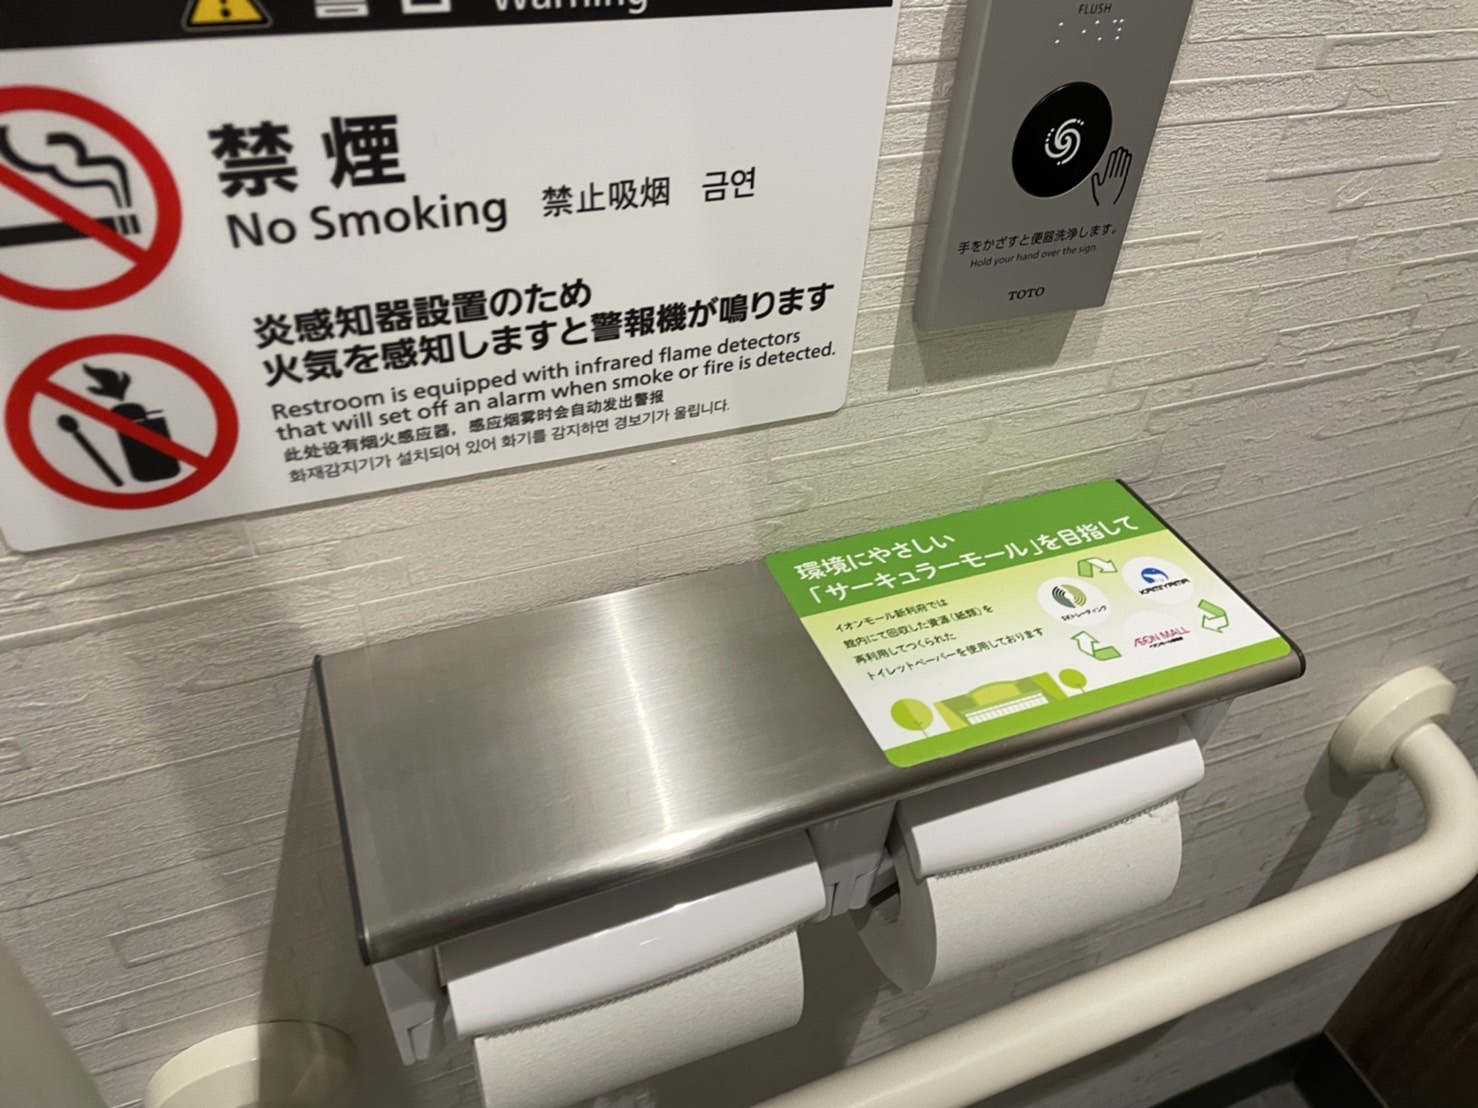 Warning
禁煙
No Smoking 禁止吸烟 금연
炎感知器設置のため
火気を感知しますと警報機が鳴ります
Restroom is equipped with infrared flame detectors
that will set off an alarm when smoke or fire is detected.
此处设有烟火感应器，感应烟雾时会自动发出警报
화재감지기가 설치되어 있어 화기를 감지하면 경보기가 울립니다.
FLUSH
手をかざすと便器洗浄します。
Hold your hand over the sign.
TOTO
環境にやさしい
「サーキュラーモール」を目指して
イオンモール新利府では
館内にて回収した資源（紙類）を
再利用してつくられた
トイレットペーパーを使用しております
KAMIYAMA
ÆON MALL